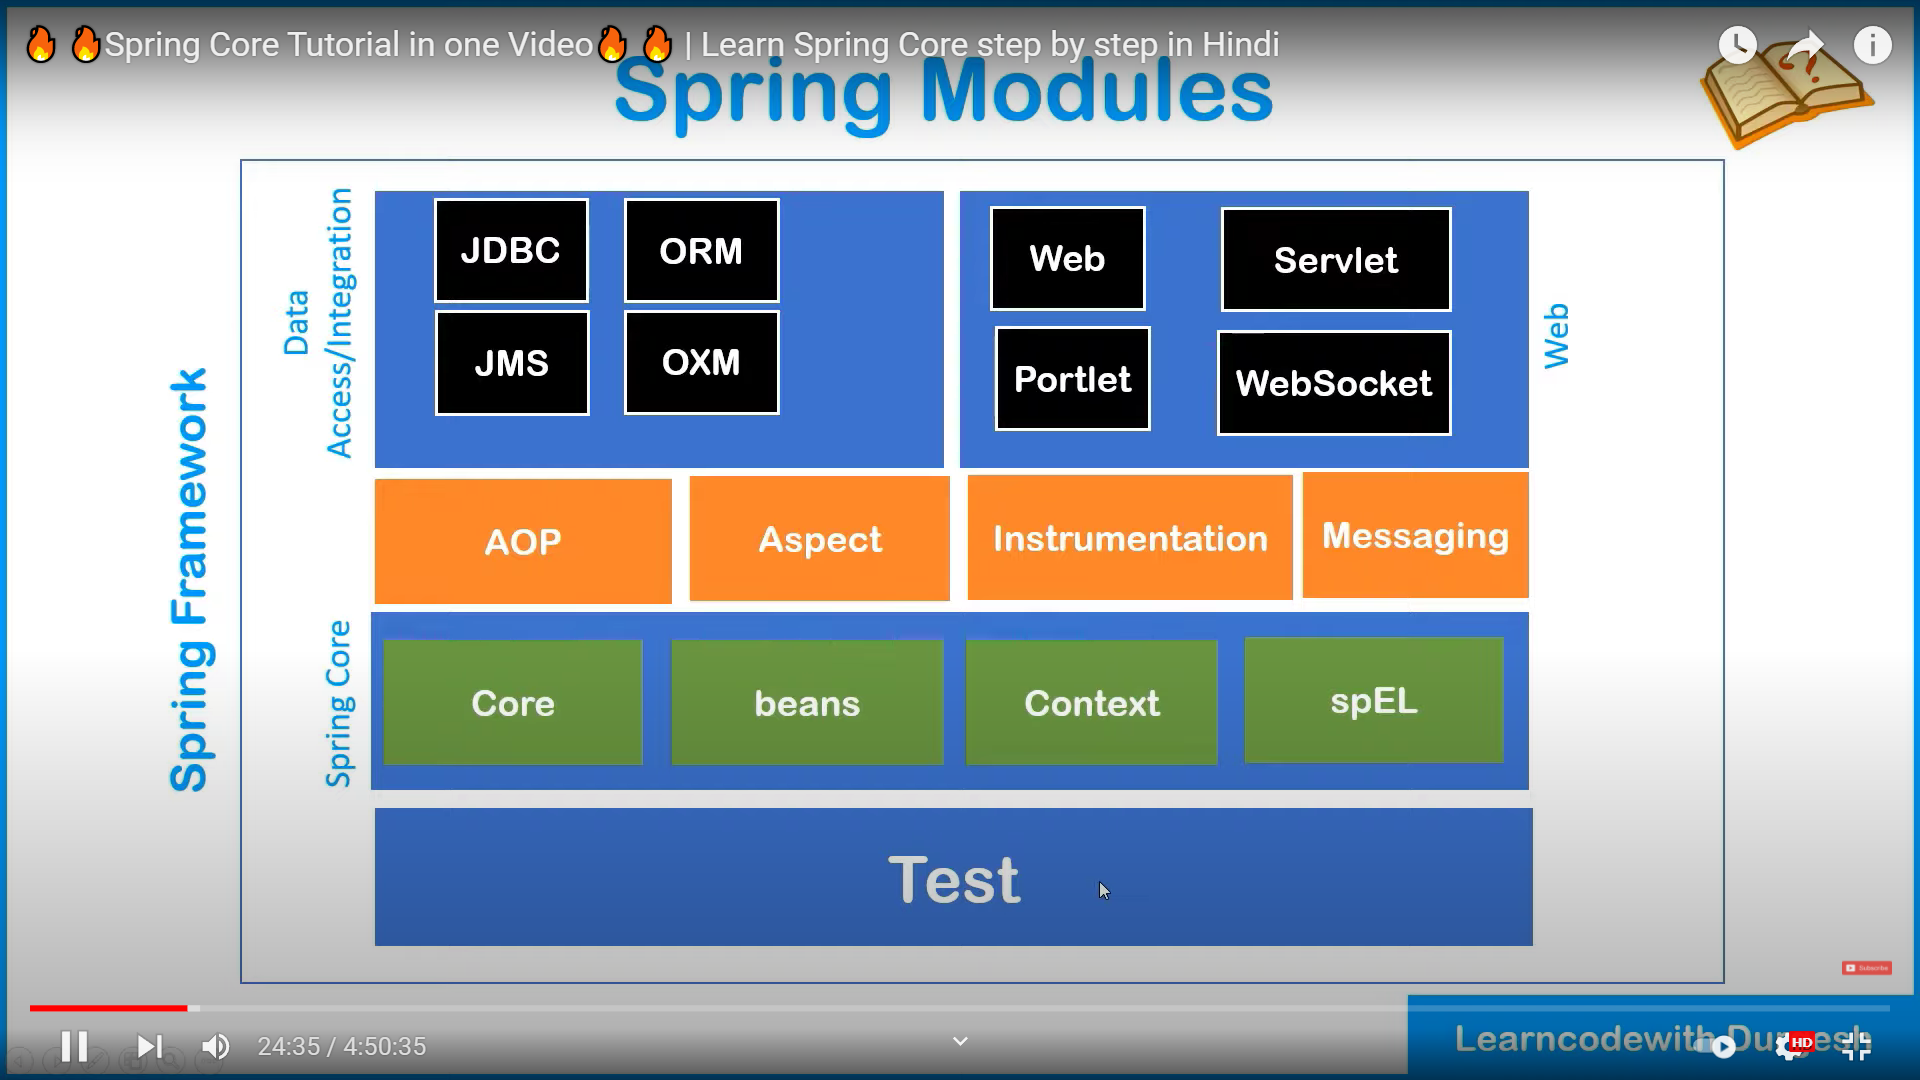 🔥🔥Spring Core Tutorial in one Video🔥🔥 | Learn Spring Core step by step in Hindi
Spring Modules
Spring Framework
Data
Access/Integration
JDBC
ORM
JMS
OXM
Web
Servlet
Portlet
WebSocket
Web
AOP
Aspect
Instrumentation
Messaging
Spring Core
Core
beans
Context
spEL
Test
Subscribe
24:35 / 4:50:35
Learncodewith Durgesh
HD